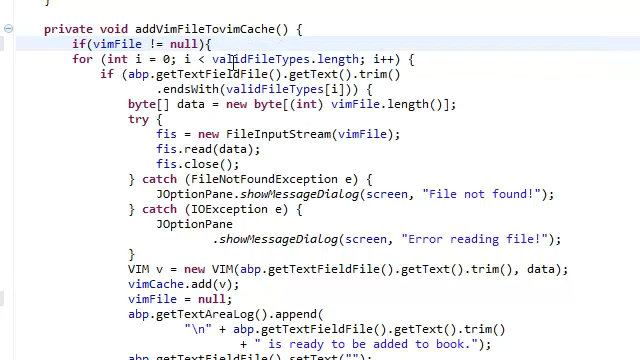 }
private void addVimFileTovimCache() {
if(vimFile != null){
for (int i = 0; i < validFileTypes.length; i++) {
if (abp.getTextFieldFile().getText().trim()
.endsWith(validFileTypes[i])) {
byte[] data = new byte[(int) vimFile.length()];
try {
fis = new FileInputStream(vimFile);
fis.read(data);
fis.close();
} catch (FileNotFoundException e) {
JOptionPane.showMessageDialog(screen, "File not found!");
} catch (IOException e) {
JOptionPane
.showMessageDialog(screen, "Error reading file!");
}
VIM v = new VIM(abp.getTextFieldFile().getText().trim(), data);
vimCache.add(v);
vimFile = null;
abp.getTextAreaLog().append(
"\n" + abp.getTextFieldFile().getText().trim()
+ " is ready to be added to book.");
abp.getTextFieldFile().setText("");